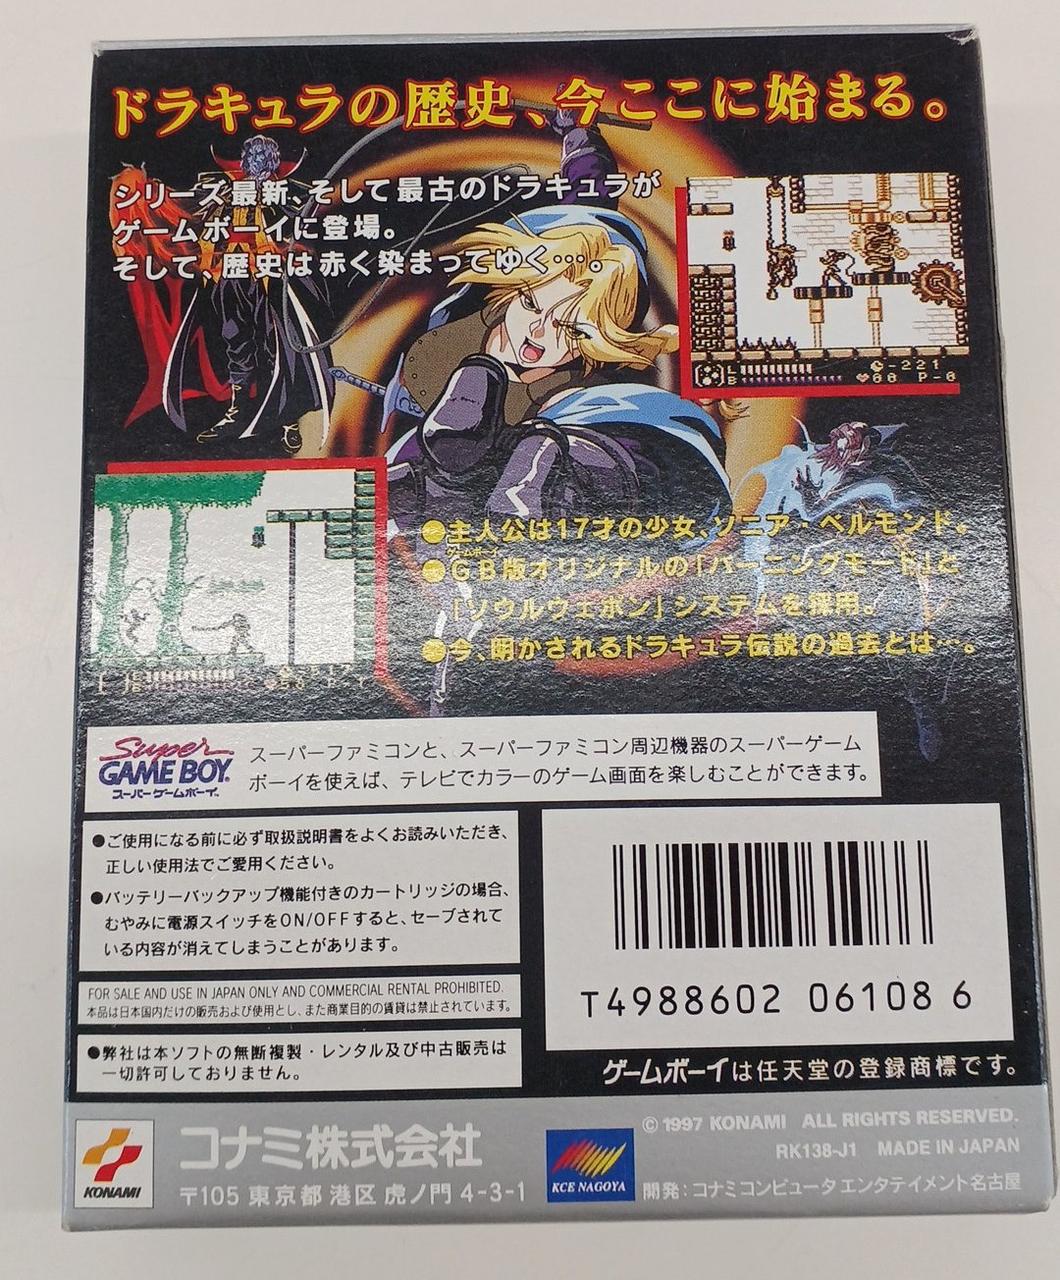 ドラキュラの歴史、今ここに始まる。
シリーズ最新、そして最古のドラキュラが
ゲームボーイに登場。
そして、歴史は赤く染まってゆく…。
L
B
-221
00 P-0
●主人公は17才の少女、ソニア・ベルモンド。
ゲームボーイ
●GB版オリジナルの「バーニングモード」と
「ソウルウェポン」システムを採用。
●今、明かされるドラキュラ伝説の過去とは…。
Super
GAME BOY
スーパーゲームボーイ
スーパーファミコンと、スーパーファミコン周辺機器のスーパーゲーム
ボーイを使えば、テレビでカラーのゲーム画面を楽しむことができます。
●ご使用になる前に必ず取扱説明書をよくお読みいただき、
正しい使用法でご愛用ください。
●バッテリーバックアップ機能付きのカートリッジの場合、
むやみに電源スイッチをON/OFFすると、セーブされて
いる内容が消えてしまうことがあります。
FOR SALE AND USE IN JAPAN ONLY AND COMMERCIAL RENTAL PROHIBITED.
本品は日本国内だけの販売および使用とし、また商業目的の賃貸は禁止されています。
●弊社は本ソフトの無断複製・レンタル及び中古販売は
一切許可しておりません。
T4988602 06108 6
ゲームボーイは任天堂の登録商標です。
KONAMI
コナミ株式会社
〒105 東京都港区虎ノ門4-3-1
KCE NAGOYA
©1997 KONAMI ALL RIGHTS RESERVED.
RK138-J1 MADE IN JAPAN
開発：コナミコンピュータエンタテイメント名古屋